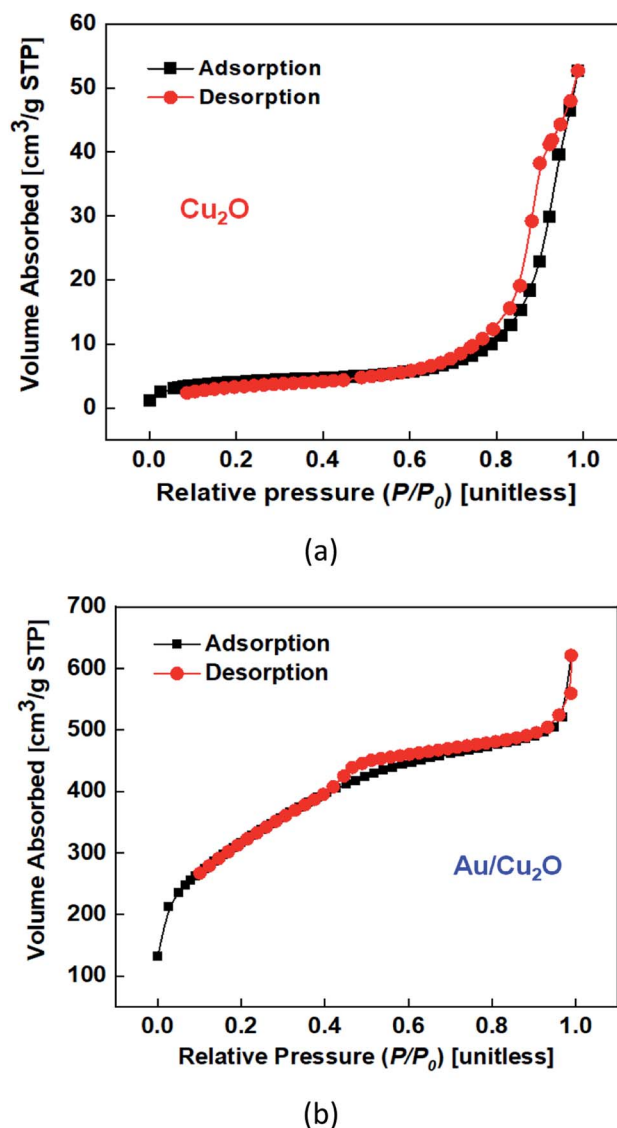 60
50
40
30
20
10
0
Volume Absorbed [cm³/g STP]
Adsorption
Desorption
Cu₂O
0.0 0.2 0.4 0.6 0.8 1.0
Relative pressure (P/P₀) [unitless]
(a)
700
600
500
400
300
200
100
Volume Absorbed [cm³/g STP]
Adsorption
Desorption
Au/Cu₂O
0.0 0.2 0.4 0.6 0.8 1.0
Relative Pressure (P/P₀) [unitless]
(b)